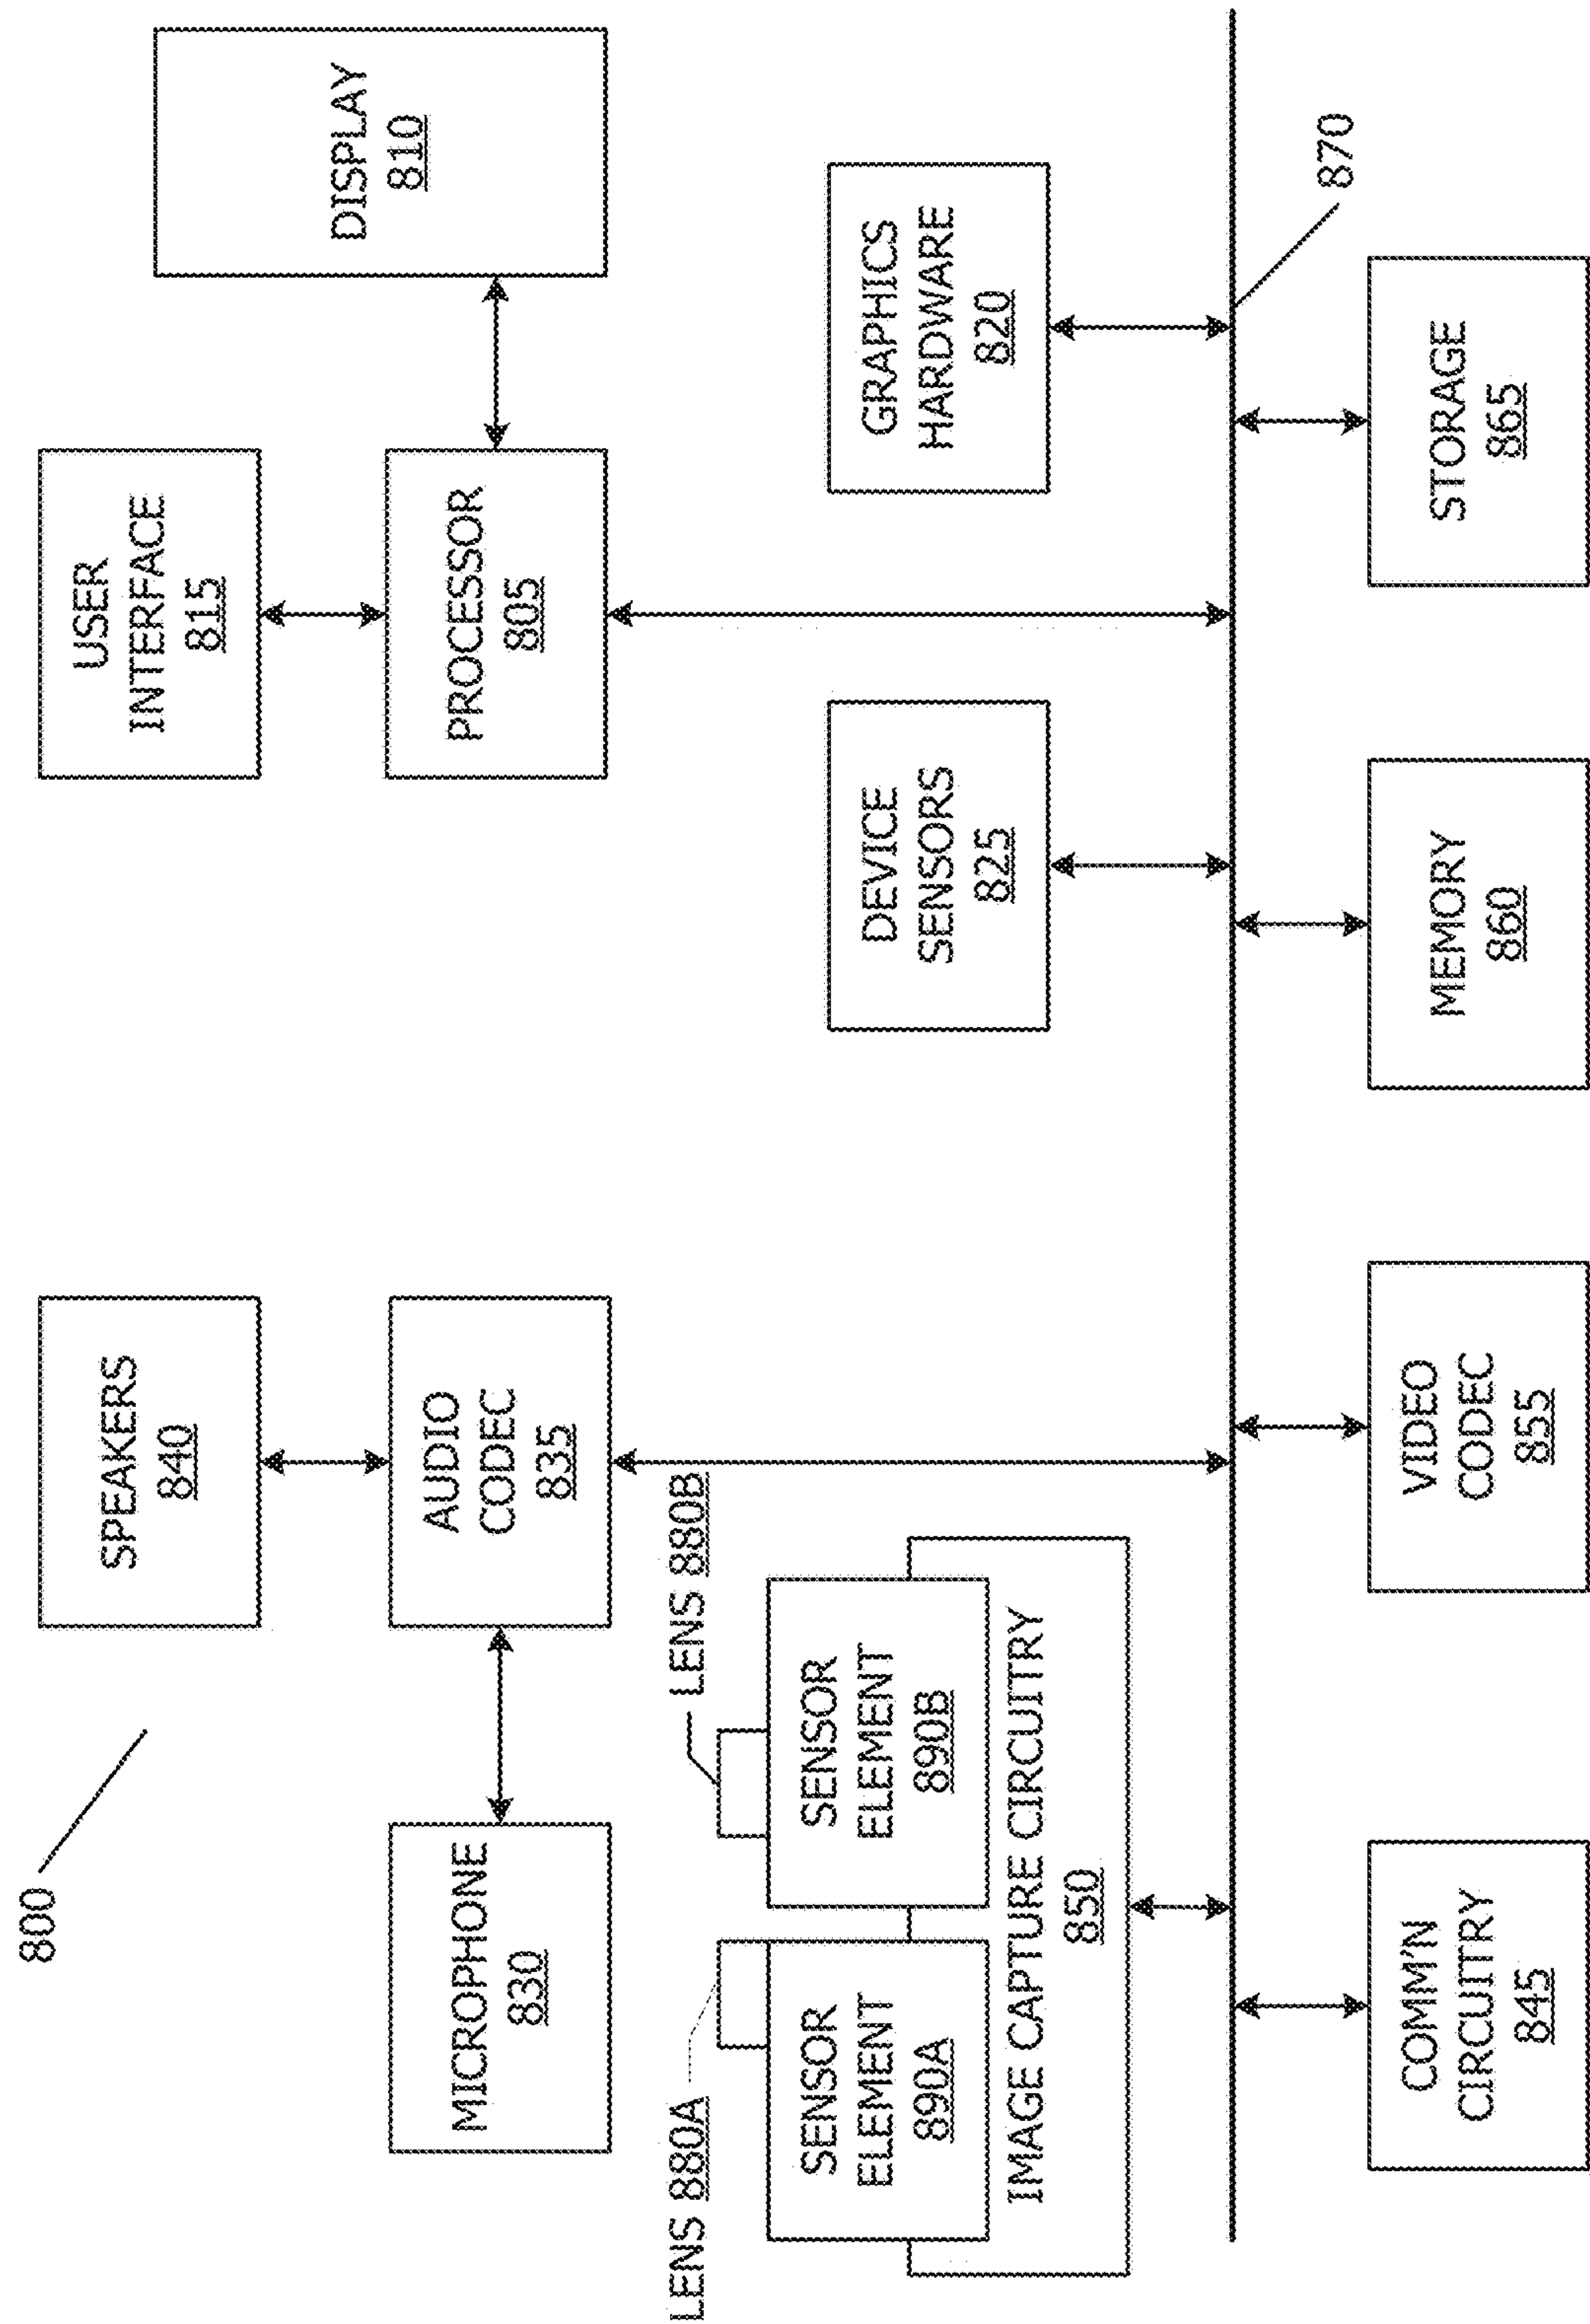 800
SPEAKERS
840
USER
INTERFACE
815
MICROPHONE
830
AUDIO
CODEC
835
PROCESSOR
805
DISPLAY
810
LENS 880A
LENS 880B
SENSOR
ELEMENT
890A
SENSOR
ELEMENT
890B
IMAGE CAPTURE CIRCUITRY
850
DEVICE
SENSORS
825
GRAPHICS
HARDWARE
820
870
COMM'N
CIRCUITRY
845
VIDEO
CODEC
855
MEMORY
860
STORAGE
865